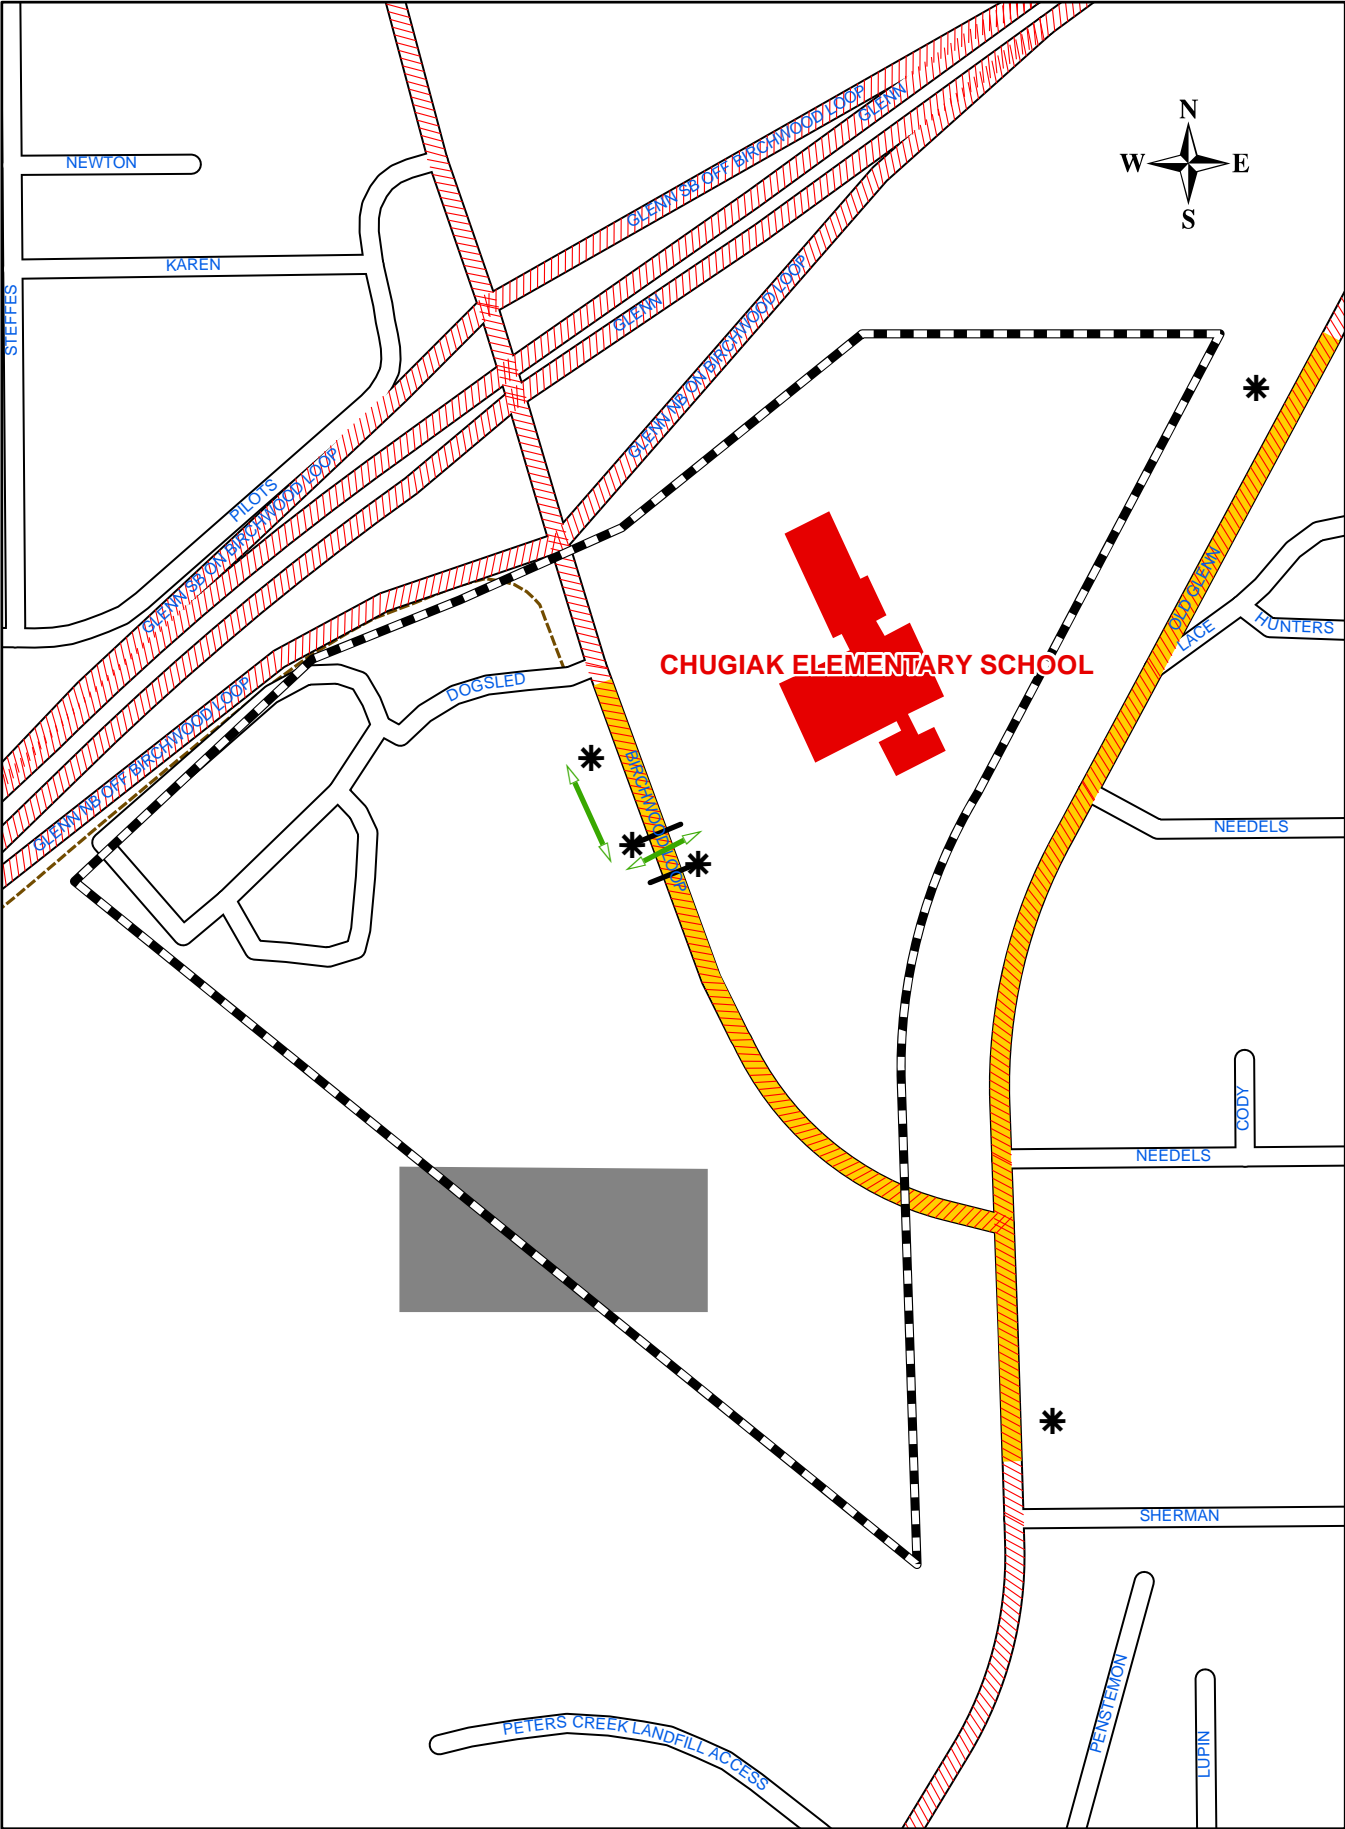 GLENN SB OFF BIRCHWOOD LOOP
GLENN
N
W
E
S
NEWTON
KAREN
STEFFES
GLENN
GLENN NB ON BIRCHWOOD LOOP
PILOTS
GLENN SB ON BIRCHWOOD LOOP
OLD GLENN
LACE
HUNTERS
CHUGIAK ELEMENTARY SCHOOL
DOGSLED
GLENN NB OFF BIRCHWOOD LOOP
BIRCHWOOD LOOP
NEEDELS
CODY
NEEDELS
SHERMAN
PENSTEMON
LUPIN
PETERS CREEK LANDFILL ACCESS